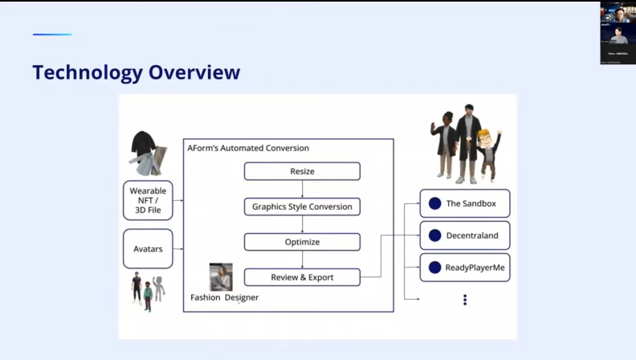 Technology Overview
AForm's Automated Conversion
Wearable
NFT /
3D File
Avatars
Resize
Graphics Style Conversion
Optimize
Review & Export
Fashion Designer
The Sandbox
Decentraland
ReadyPlayerMe